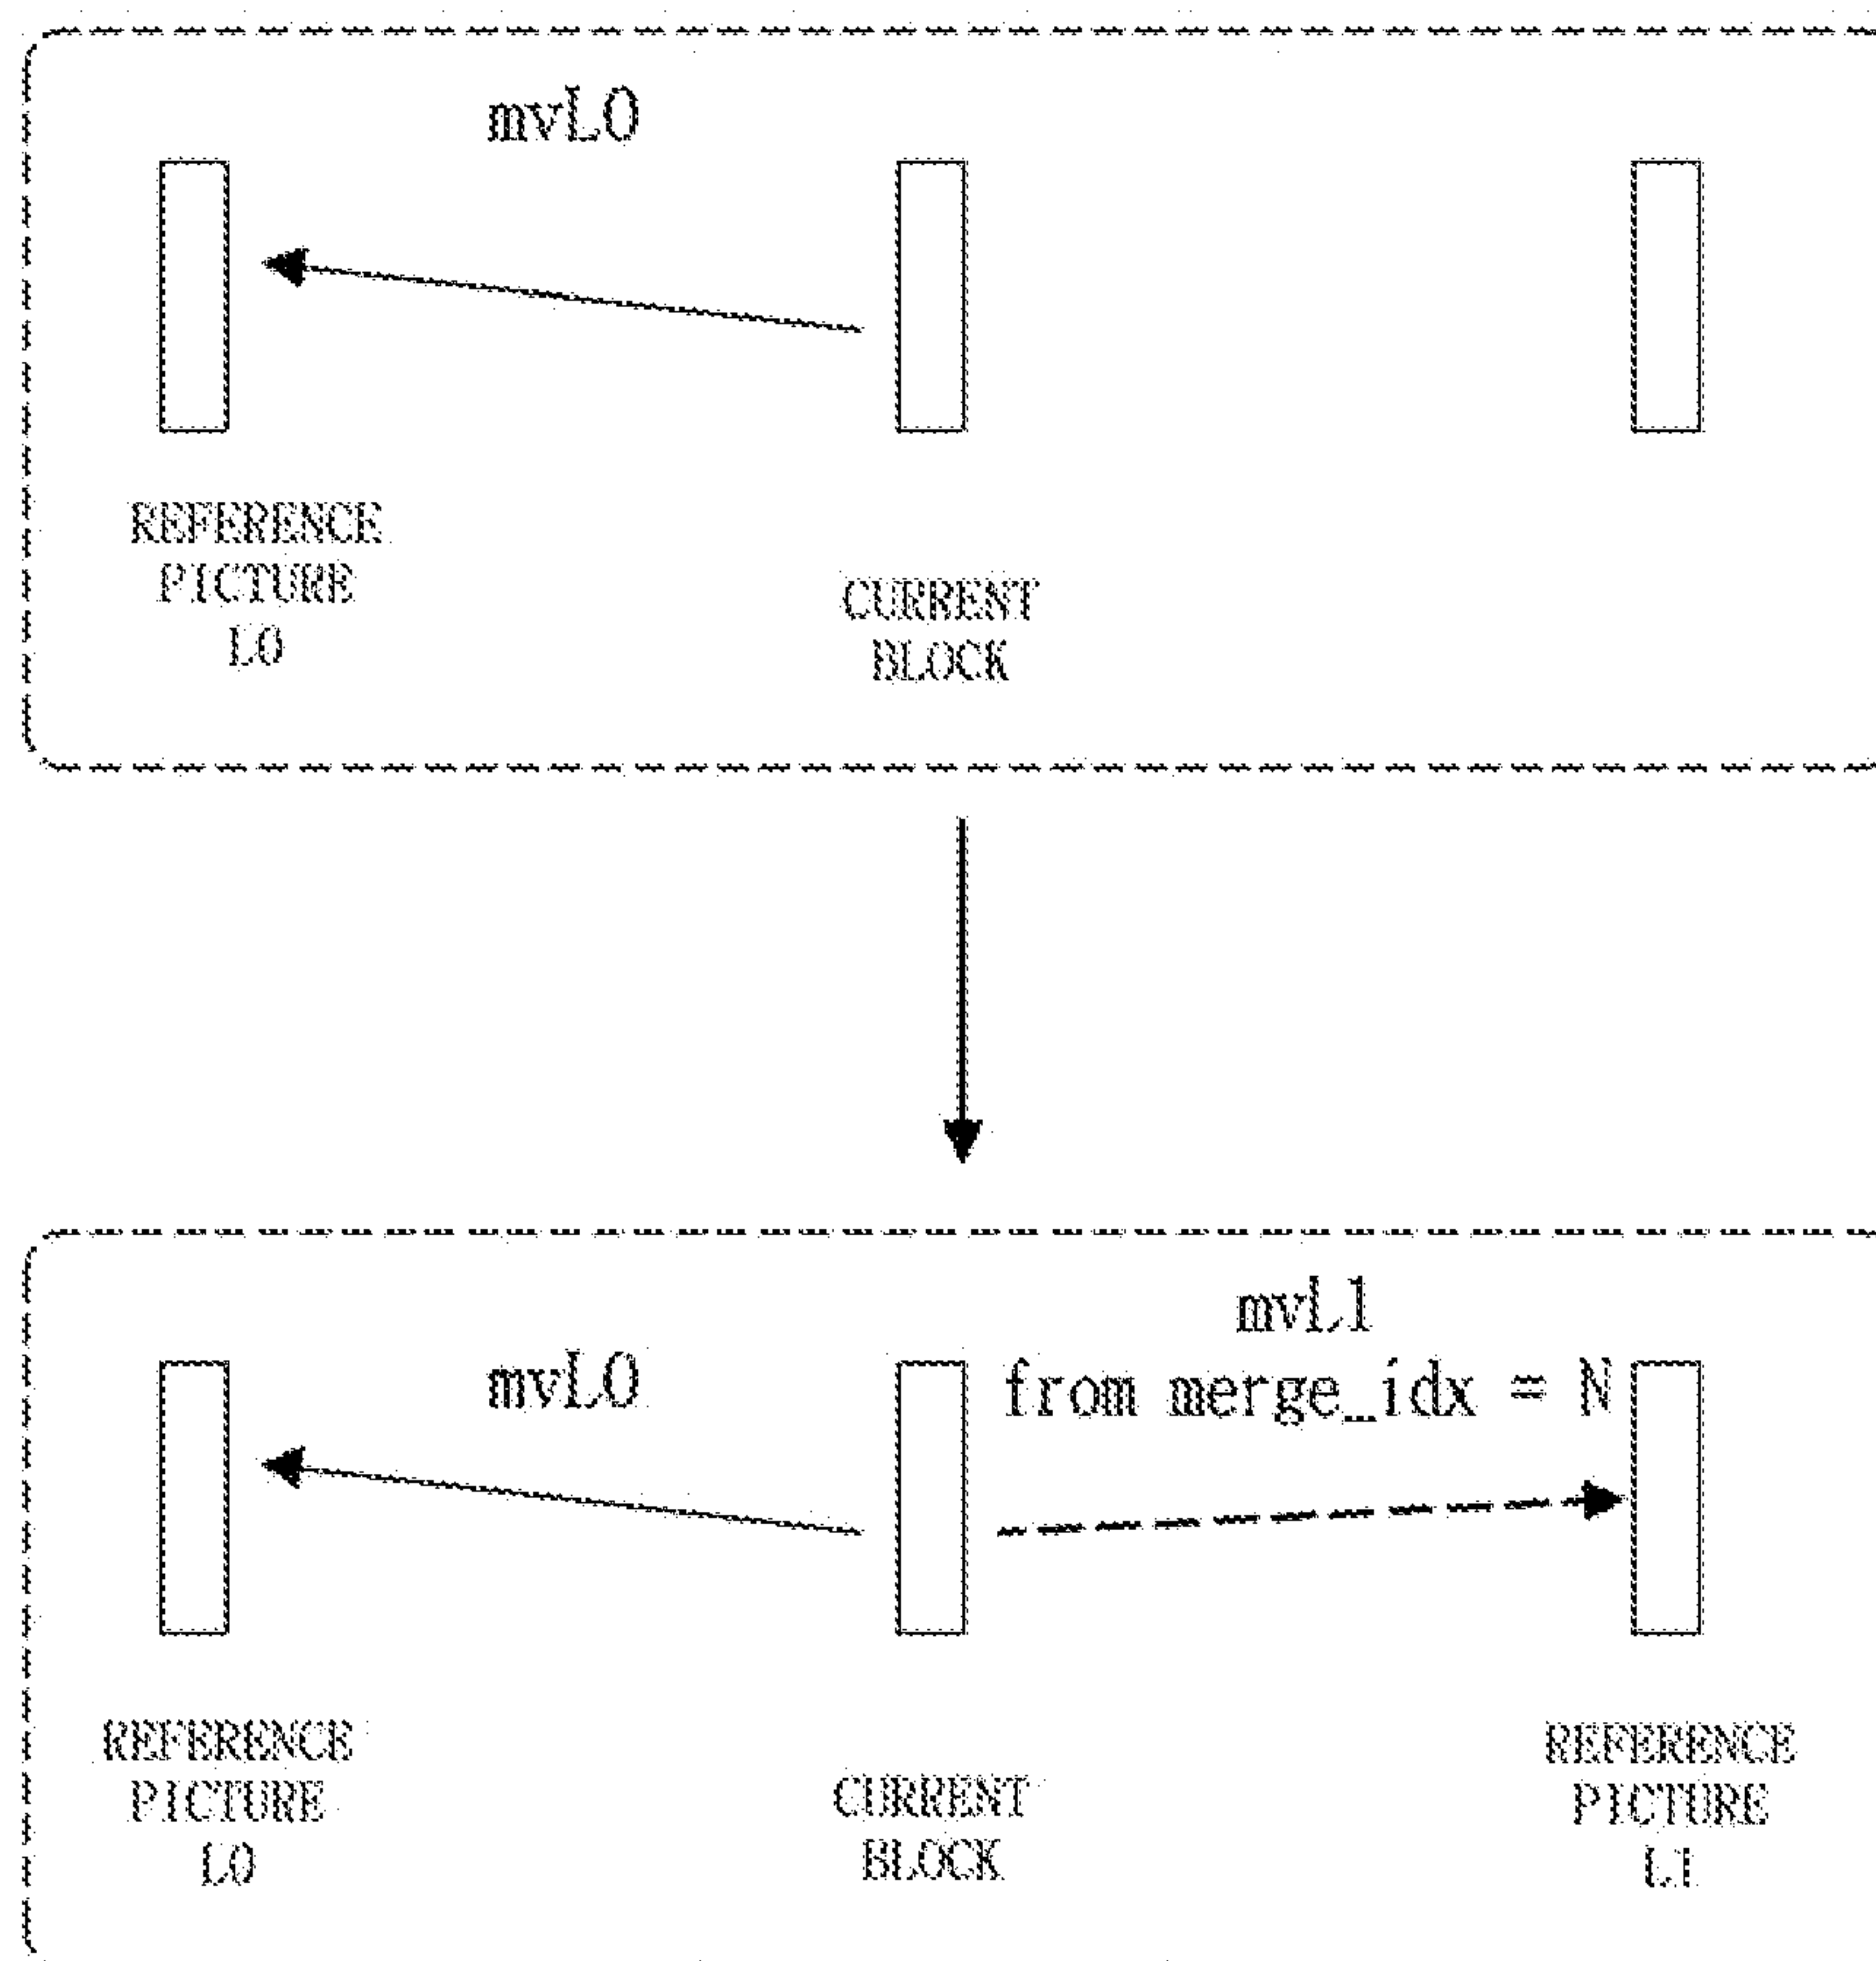 mvL0
REFERENCE
PICTURE
L0
CURRENT
BLOCK
mvL1
from merge_idx = N
mvL0
REFERENCE
PICTURE
L0
CURRENT
BLOCK
REFERENCE
PICTURE
L1